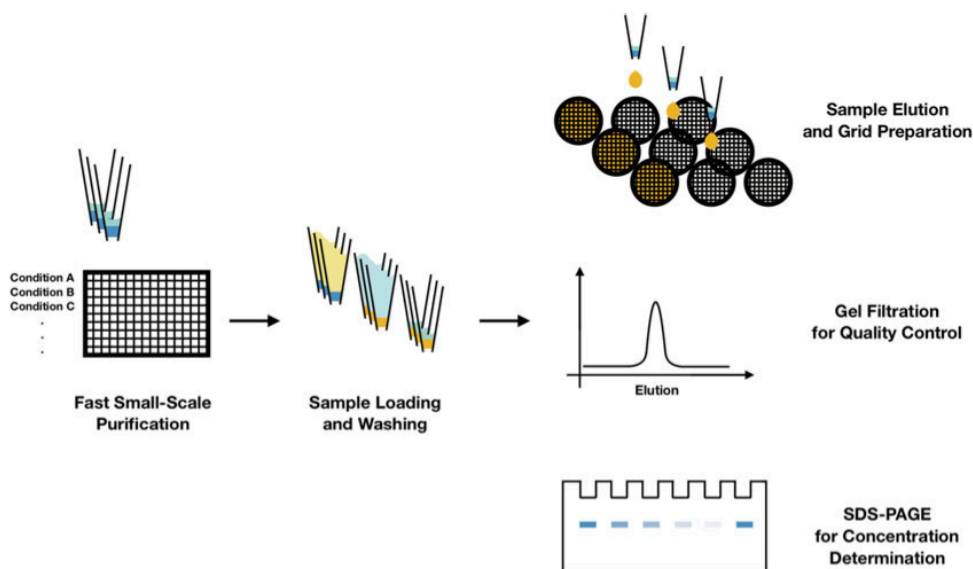 Condition A
Condition B
Condition C
.
.
.
Fast Small-Scale
Purification
Sample Loading
and Washing
Sample Elution
and Grid Preparation
Elution
Gel Filtration
for Quality Control
SDS-PAGE
for Concentration
Determination